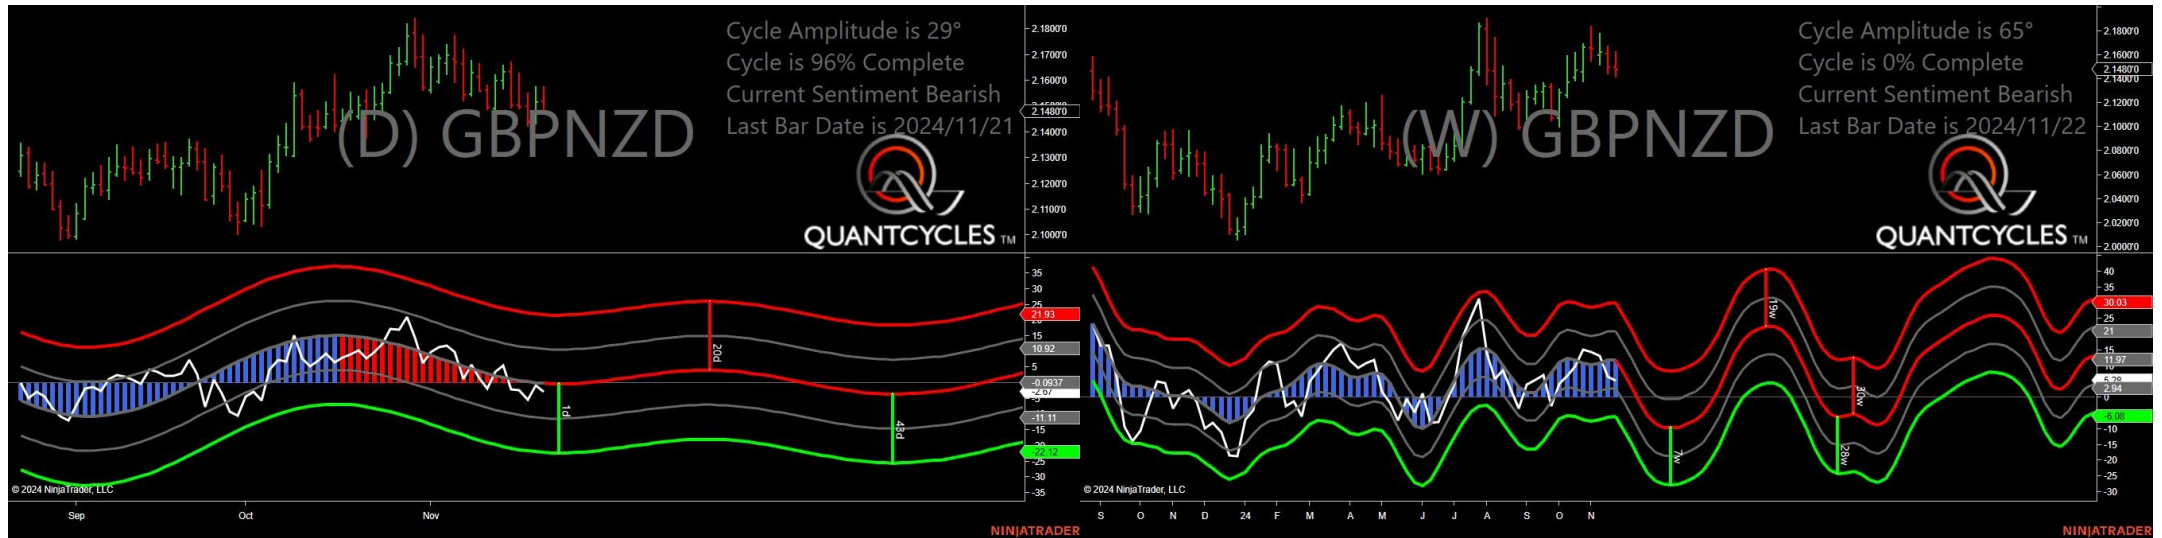 Cycle Amplitude is 29°
Cycle is 96% Complete
Current Sentiment Bearish
Last Bar Date is 2024/11/21
(D) GBPNZD
QUANTCYCLES TM
2.1800'0
2.1700'0
2.1600'0
2.1480'0
2.1400'0
2.1300'0
2.1200'0
2.1100'0
2.1000'0
35
30
25
21.93
15
10.92
5
-0.0937
-2.67
-5
-11.11
-15
-22.12
-25
-30
-35
20d
1d
43d
© 2024 NinjaTrader, LLC
Sep Oct Nov
NINJATRADER
Cycle Amplitude is 65°
Cycle is 0% Complete
Current Sentiment Bearish
Last Bar Date is 2024/11/22
(W) GBPNZD
QUANTCYCLES TM
2.1800'0
2.1600'0
2.1480'0
2.1400'0
2.1200'0
2.1000'0
2.0800'0
2.0600'0
2.0400'0
2.0200'0
2.0000'0
40
35
30.03
25
21
15
11.97
5.28
2.94
0
-6.08
-10
-15
-20
-25
-30
19w
30w
7w
28w
© 2024 NinjaTrader, LLC
S O N D 24 F M A M J J A S O N
NINJATRADER